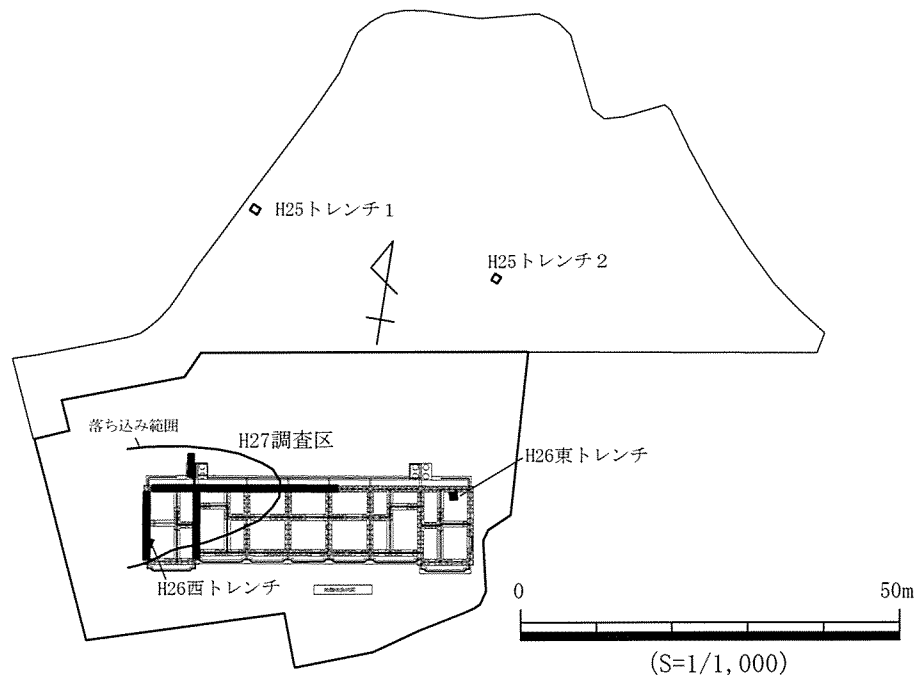 H25トレンチ1
H25トレンチ2
落ち込み範囲
H27調査区
H26東トレンチ
H26西トレンチ
0
50m
(S=1/1,000)